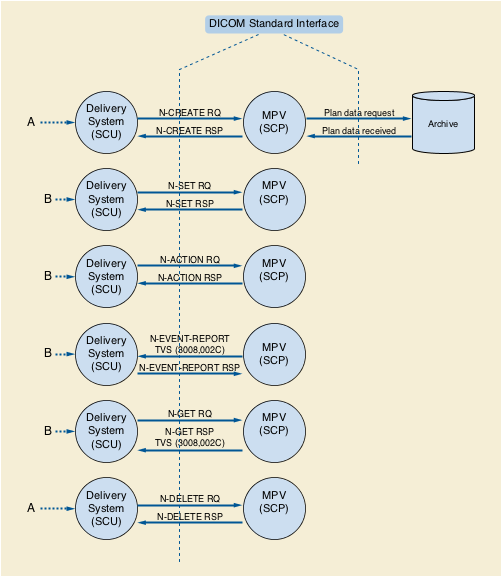 DICOM Standard Interface
A
Delivery
System
(SCU)
N-CREATE RQ
N-CREATE RSP
MPV
(SCP)
Plan data request
Plan data received
Archive
B
Delivery
System
(SCU)
N-SET RQ
N-SET RSP
MPV
(SCP)
B
Delivery
System
(SCU)
N-ACTION RQ
N-ACTION RSP
MPV
(SCP)
B
Delivery
System
(SCU)
N-EVENT-REPORT
TVS (3008,002C)
N-EVENT-REPORT RSP
MPV
(SCP)
B
Delivery
System
(SCU)
N-GET RQ
N-GET RSP
TVS (3008,002C)
MPV
(SCP)
A
Delivery
System
(SCU)
N-DELETE RQ
N-DELETE RSP
MPV
(SCP)